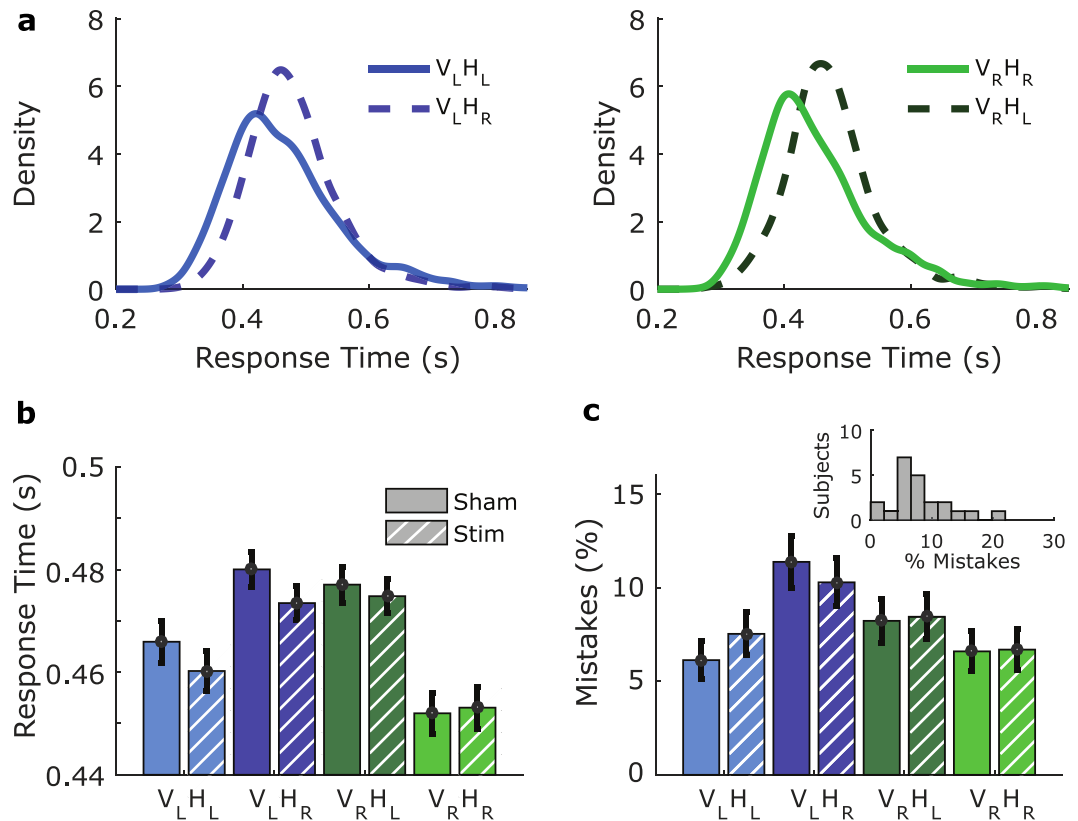 a
8
6
4
2
0
Density
0.2 0.4 0.6 0.8
Response Time (s)
V_L H_L
V_L H_R
8
6
4
2
0
Density
0.2 0.4 0.6 0.8
Response Time (s)
V_R H_R
V_R H_L
b
0.5
0.48
0.46
0.44
Response Time (s)
Sham
Stim
V_L H_L V_L H_R V_R H_L V_R H_R
c
15
10
5
0
Mistakes (%)
10
5
0
Subjects
0 10 20 30
% Mistakes
V_L H_L V_L H_R V_R H_L V_R H_R